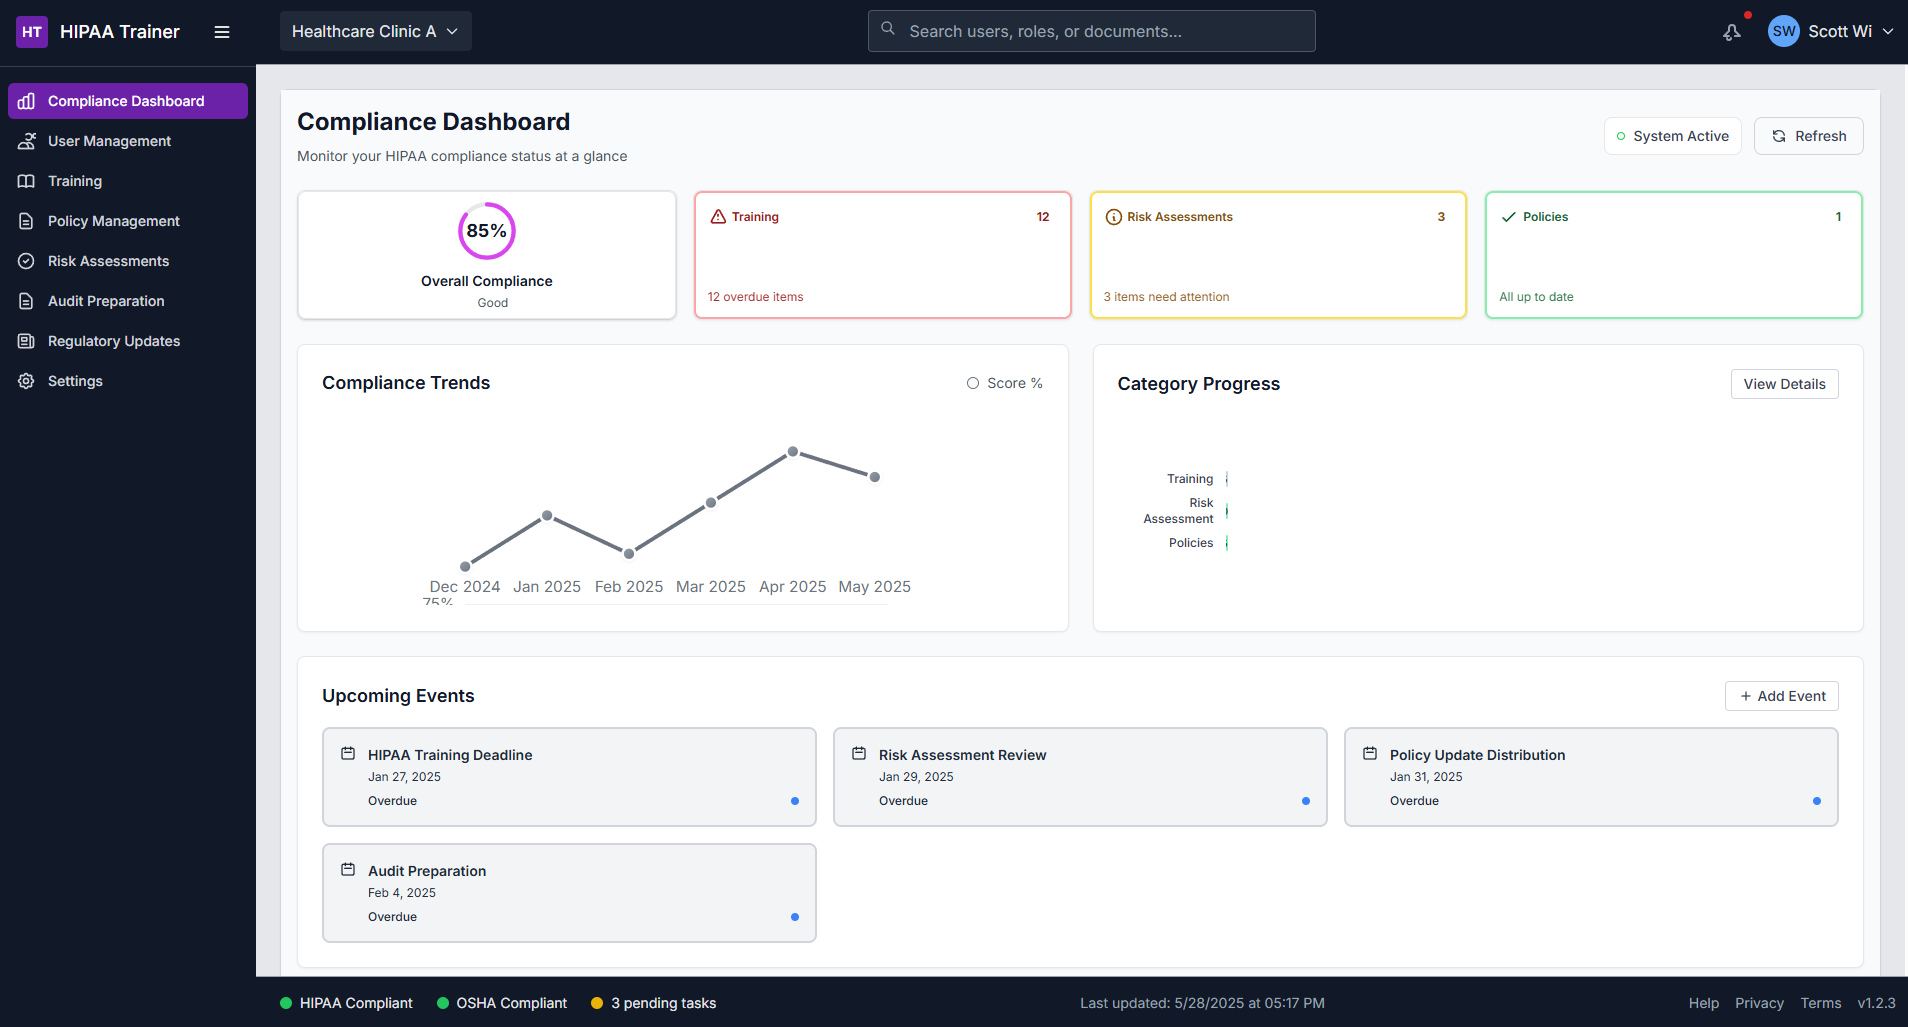 HT HIPAA Trainer
Healthcare Clinic A
Search users, roles, or documents...
SW Scott Wi
Compliance Dashboard
User Management
Training
Policy Management
Risk Assessments
Audit Preparation
Regulatory Updates
Settings
Compliance Dashboard
Monitor your HIPAA compliance status at a glance
System Active
Refresh
85%
Overall Compliance
Good
Training 12
12 overdue items
Risk Assessments 3
3 items need attention
Policies 1
All up to date
Compliance Trends
Score %
Dec 2024 Jan 2025 Feb 2025 Mar 2025 Apr 2025 May 2025
75%
Category Progress
View Details
Training
Risk
Assessment
Policies
Upcoming Events
+ Add Event
HIPAA Training Deadline
Jan 27, 2025
Overdue
Risk Assessment Review
Jan 29, 2025
Overdue
Policy Update Distribution
Jan 31, 2025
Overdue
Audit Preparation
Feb 4, 2025
Overdue
HIPAA Compliant
OSHA Compliant
3 pending tasks
Last updated: 5/28/2025 at 05:17 PM
Help Privacy Terms v1.2.3